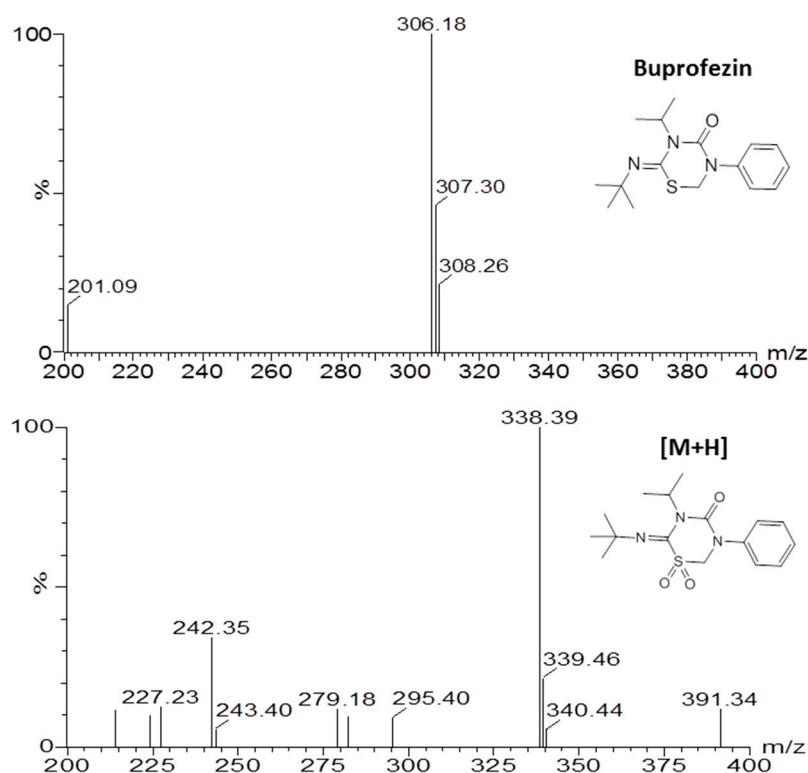 100
306.18
Buprofezin
O
N
N
N
S
%
307.30
308.26
201.09
0
200 220 240 260 280 300 320 340 360 380 400 m/z
100
338.39
[M+H]
O
N
N
N
S
O O
%
242.35
339.46
227.23
279.18
295.40
391.34
243.40
340.44
0
200 225 250 275 300 325 350 375 400 m/z